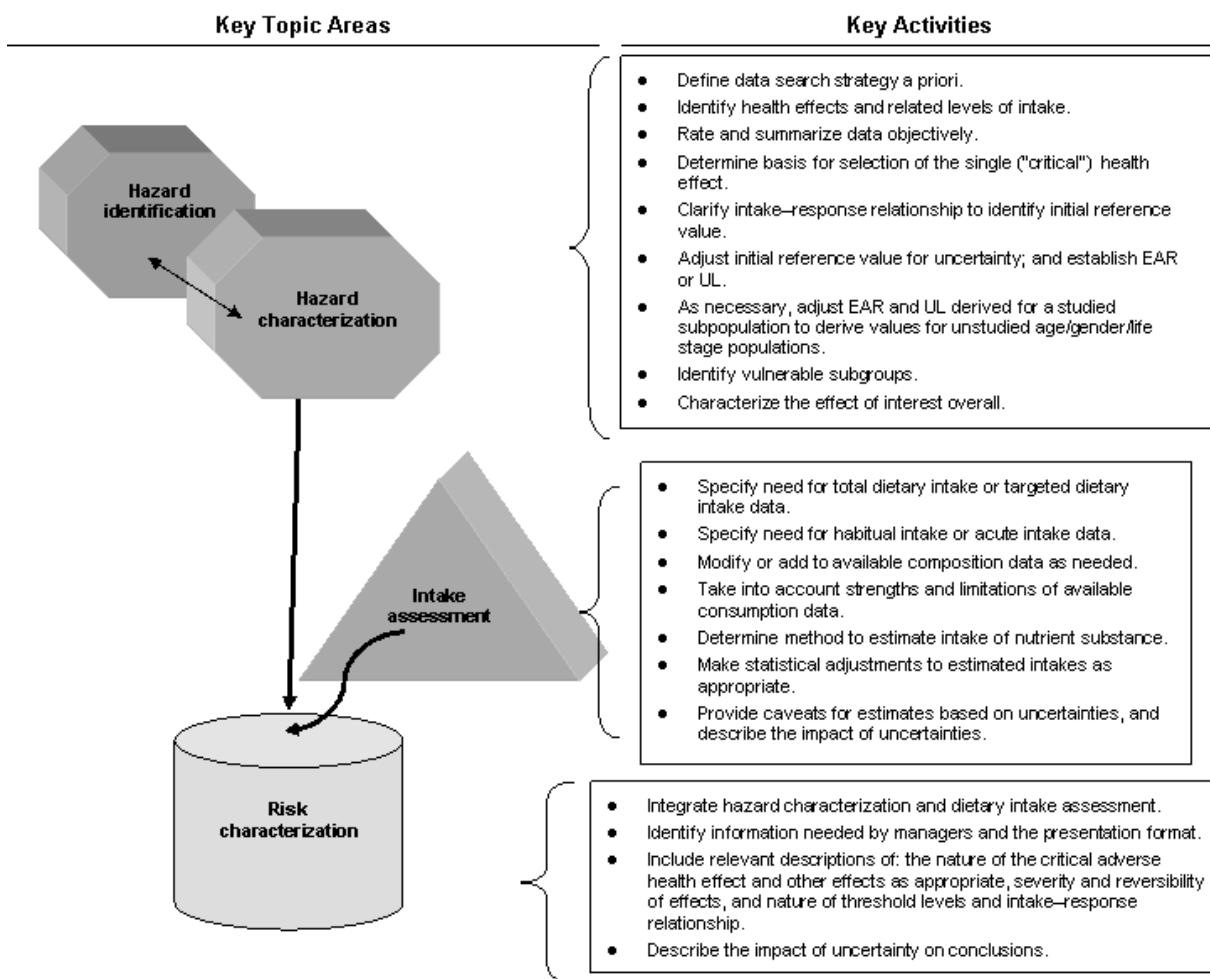 Key Topic Areas
Key Activities
Hazard
identification
Hazard
characterization
● Define data search strategy a priori.
● Identify health effects and related levels of intake.
● Rate and summarize data objectively.
● Determine basis for selection of the single ("critical") health
effect.
● Clarify intake–response relationship to identify initial reference
value.
● Adjust initial reference value for uncertainty; and establish EAR
or UL.
● As necessary, adjust EAR and UL derived for a studied
subpopulation to derive values for unstudied age/gender/life
stage populations.
● Identify vulnerable subgroups.
● Characterize the effect of interest overall.
Intake
assessment
● Specify need for total dietary intake or targeted dietary
intake data.
● Specify need for habitual intake or acute intake data.
● Modify or add to available composition data as needed.
● Take into account strengths and limitations of available
consumption data.
● Determine method to estimate intake of nutrient substance.
● Make statistical adjustments to estimated intakes as
appropriate.
● Provide caveats for estimates based on uncertainties, and
describe the impact of uncertainties.
Risk
characterization
● Integrate hazard characterization and dietary intake assessment.
● Identify information needed by managers and the presentation format.
● Include relevant descriptions of: the nature of the critical adverse
health effect and other effects as appropriate, severity and reversibility
of effects, and nature of threshold levels and intake–response
relationship.
● Describe the impact of uncertainty on conclusions.